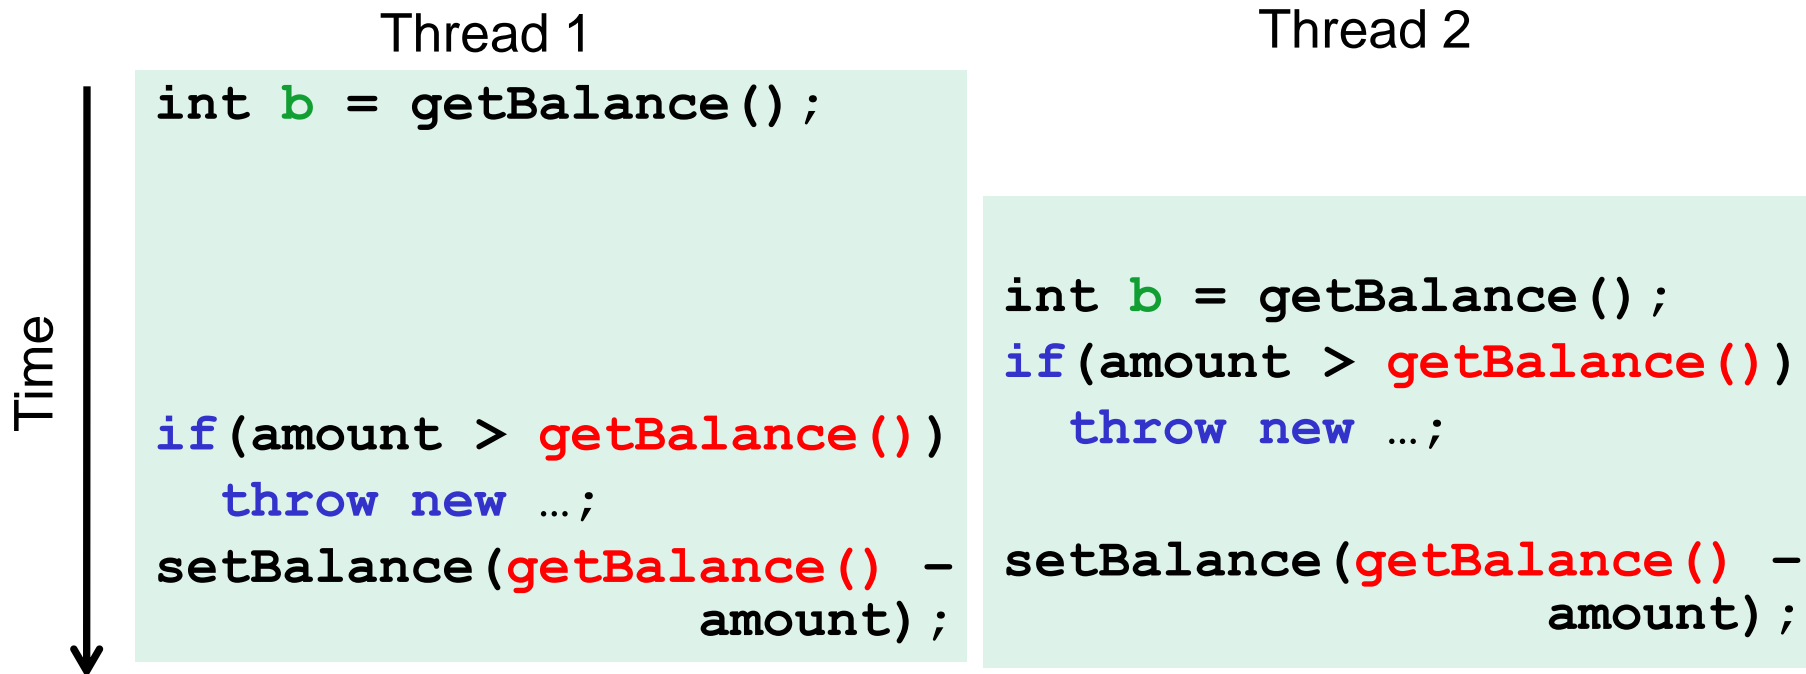 Thread 1
Thread 2
Time
int b = getBalance();
if(amount > getBalance())
throw new …;
setBalance(getBalance() –
amount);
int b = getBalance();
if(amount > getBalance())
throw new …;
setBalance(getBalance() –
amount);